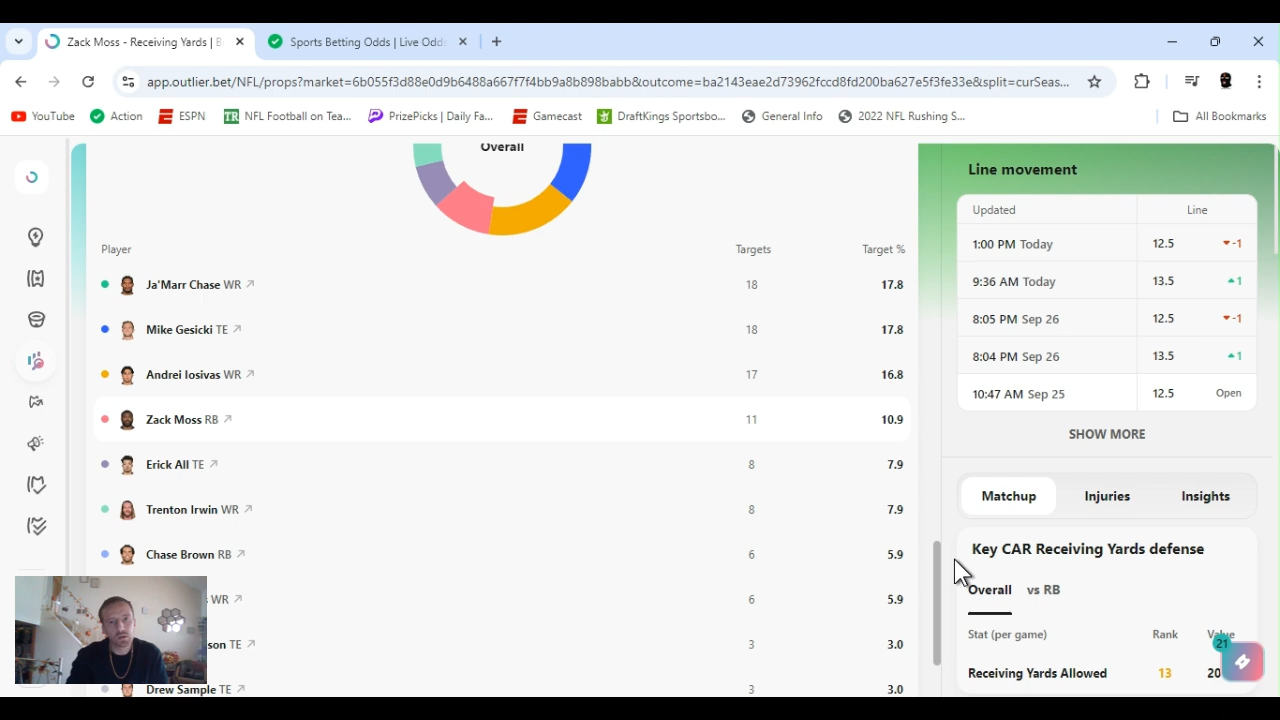 Zack Moss - Receiving Yards | B
Sports Betting Odds | Live Odd
app.outlier.bet/NFL/props?market=6b055f3d88e0d9b6488a667f7f4bb9a8b898babb&outcome=ba2143eae2d73962fccd8fd200ba627e5f3fe33e&split=curSeas...
YouTube
Action
ESPN
NFL Football on Tea...
PrizePicks | Daily Fa...
Gamecast
DraftKings Sportsbo...
General Info
2022 NFL Rushing S...
All Bookmarks
Overall
Player Targets Target %
Ja'Marr Chase WR 18 17.8
Mike Gesicki TE 18 17.8
Andrei Iosivas WR 17 16.8
Zack Moss RB 11 10.9
Erick All TE 8 7.9
Trenton Irwin WR 8 7.9
Chase Brown RB 6 5.9
WR 6 5.9
son TE 3 3.0
Drew Sample TE 3 3.0
Line movement
Updated Line
1:00 PM Today 12.5 -1
9:36 AM Today 13.5 1
8:05 PM Sep 26 12.5 -1
8:04 PM Sep 26 13.5 1
10:47 AM Sep 25 12.5 Open
SHOW MORE
Matchup Injuries Insights
Key CAR Receiving Yards defense
Overall vs RB
Stat (per game) Rank Value
21
Receiving Yards Allowed 13 20